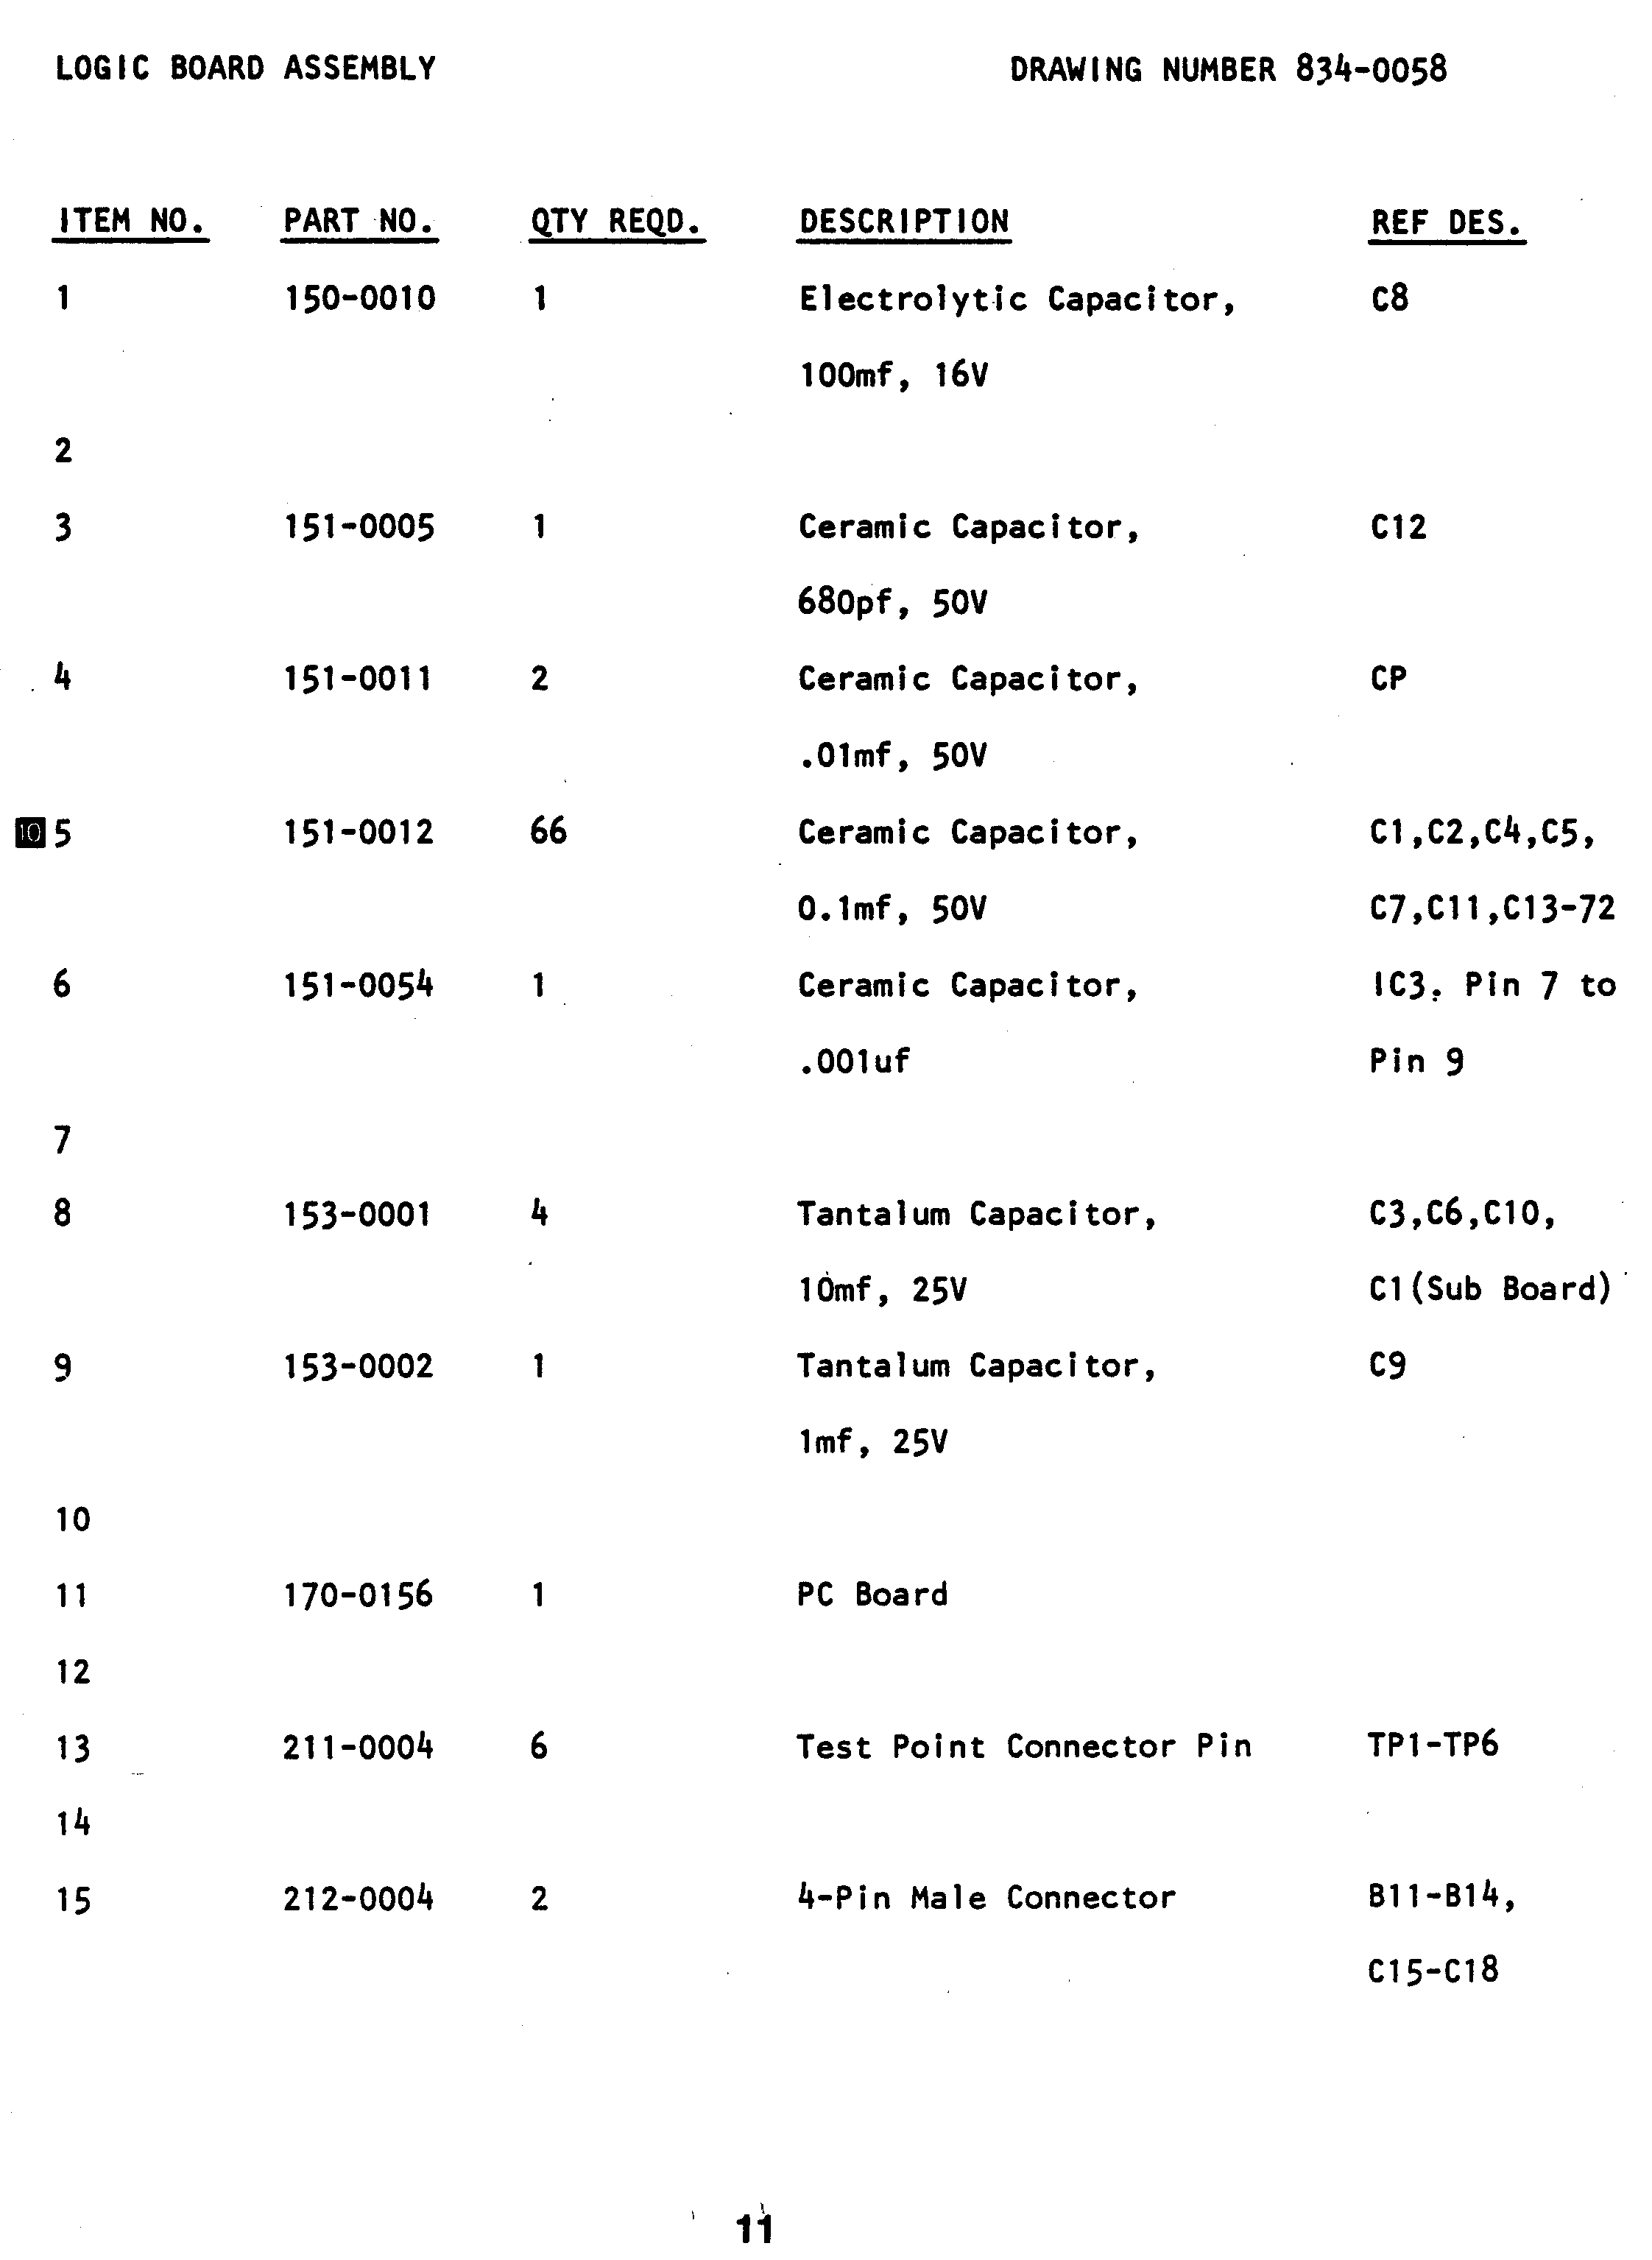 LOGIC BOARD ASSEMBLY DRAWING NUMBER 834-0058
ITEM NO. PART NO. QTY REQD. DESCRIPTION REF DES.
1 150-0010 1 Electrolytic Capacitor, C8
100mf, 16V
2
3 151-0005 1 Ceramic Capacitor, C12
680pf, 50V
4 151-0011 2 Ceramic Capacitor, CP
.01mf, 50V
10 5 151-0012 66 Ceramic Capacitor, C1,C2,C4,C5,
0.1mf, 50V C7,C11,C13-72
6 151-0054 1 Ceramic Capacitor, IC3. Pin 7 to
.001uf Pin 9
7
8 153-0001 4 Tantalum Capacitor, C3,C6,C10,
10mf, 25V C1(Sub Board)
9 153-0002 1 Tantalum Capacitor, C9
1mf, 25V
10
11 170-0156 1 PC Board
12
13 211-0004 6 Test Point Connector Pin TP1-TP6
14
15 212-0004 2 4-Pin Male Connector B11-B14,
C15-C18
11